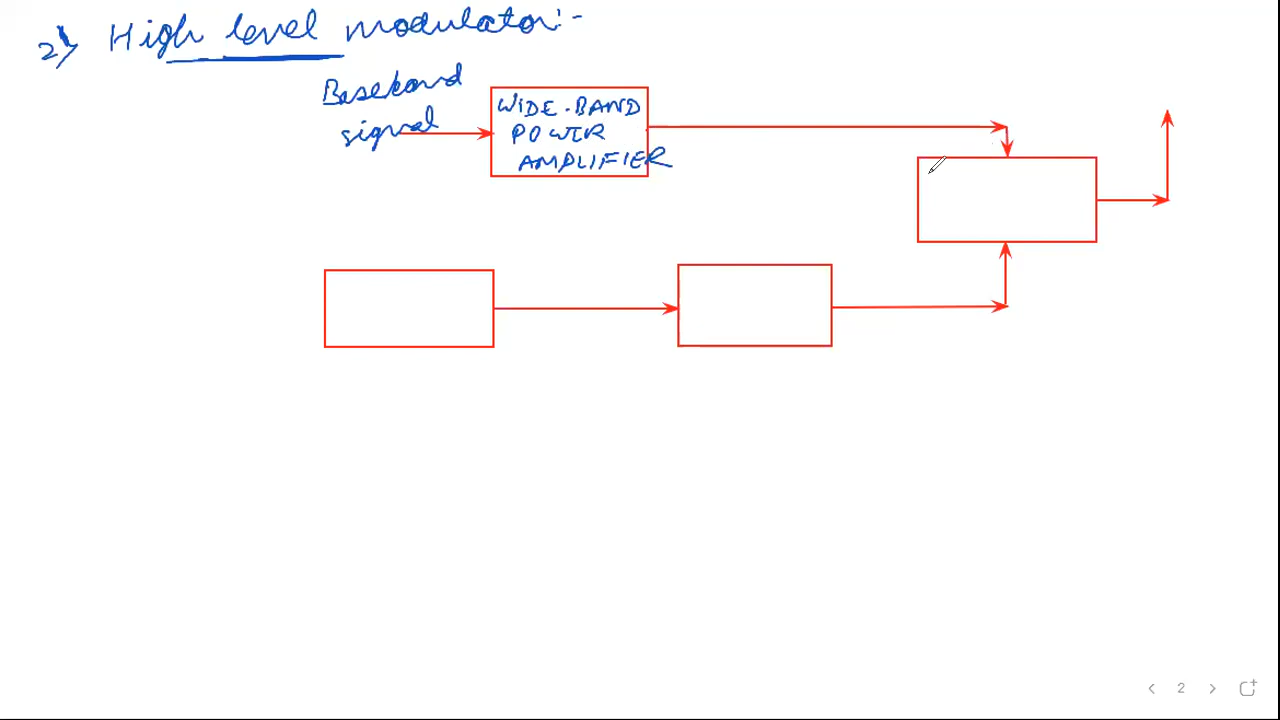 2) High level modulator:-
Baseband
signal
WIDE-BAND
POWER
AMPLIFIER
2